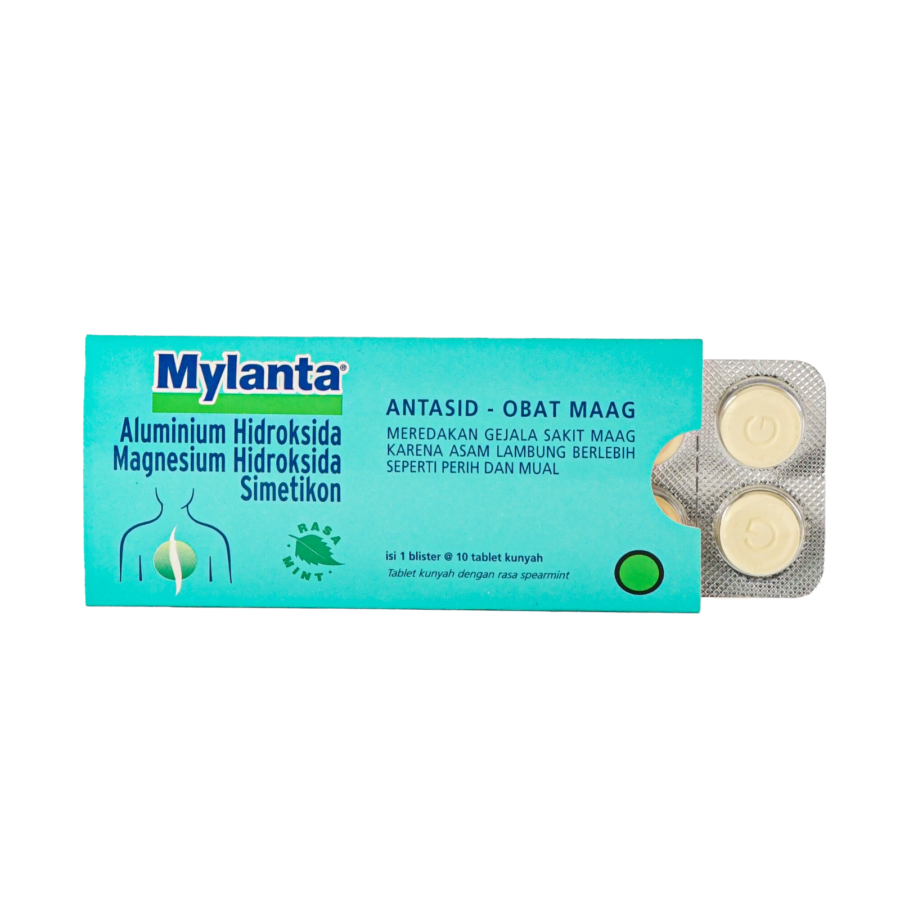 Mylanta®
Aluminium Hidroksida
Magnesium Hidroksida
Simetikon
RASA
MINT
ANTASID - OBAT MAAG
MEREDAKAN GEJALA SAKIT MAAG
KARENA ASAM LAMBUNG BERLEBIH
SEPERTI PERIH DAN MUAL
isi 1 blister @ 10 tablet kunyah
Tablet kunyah dengan rasa spearmint
G
G